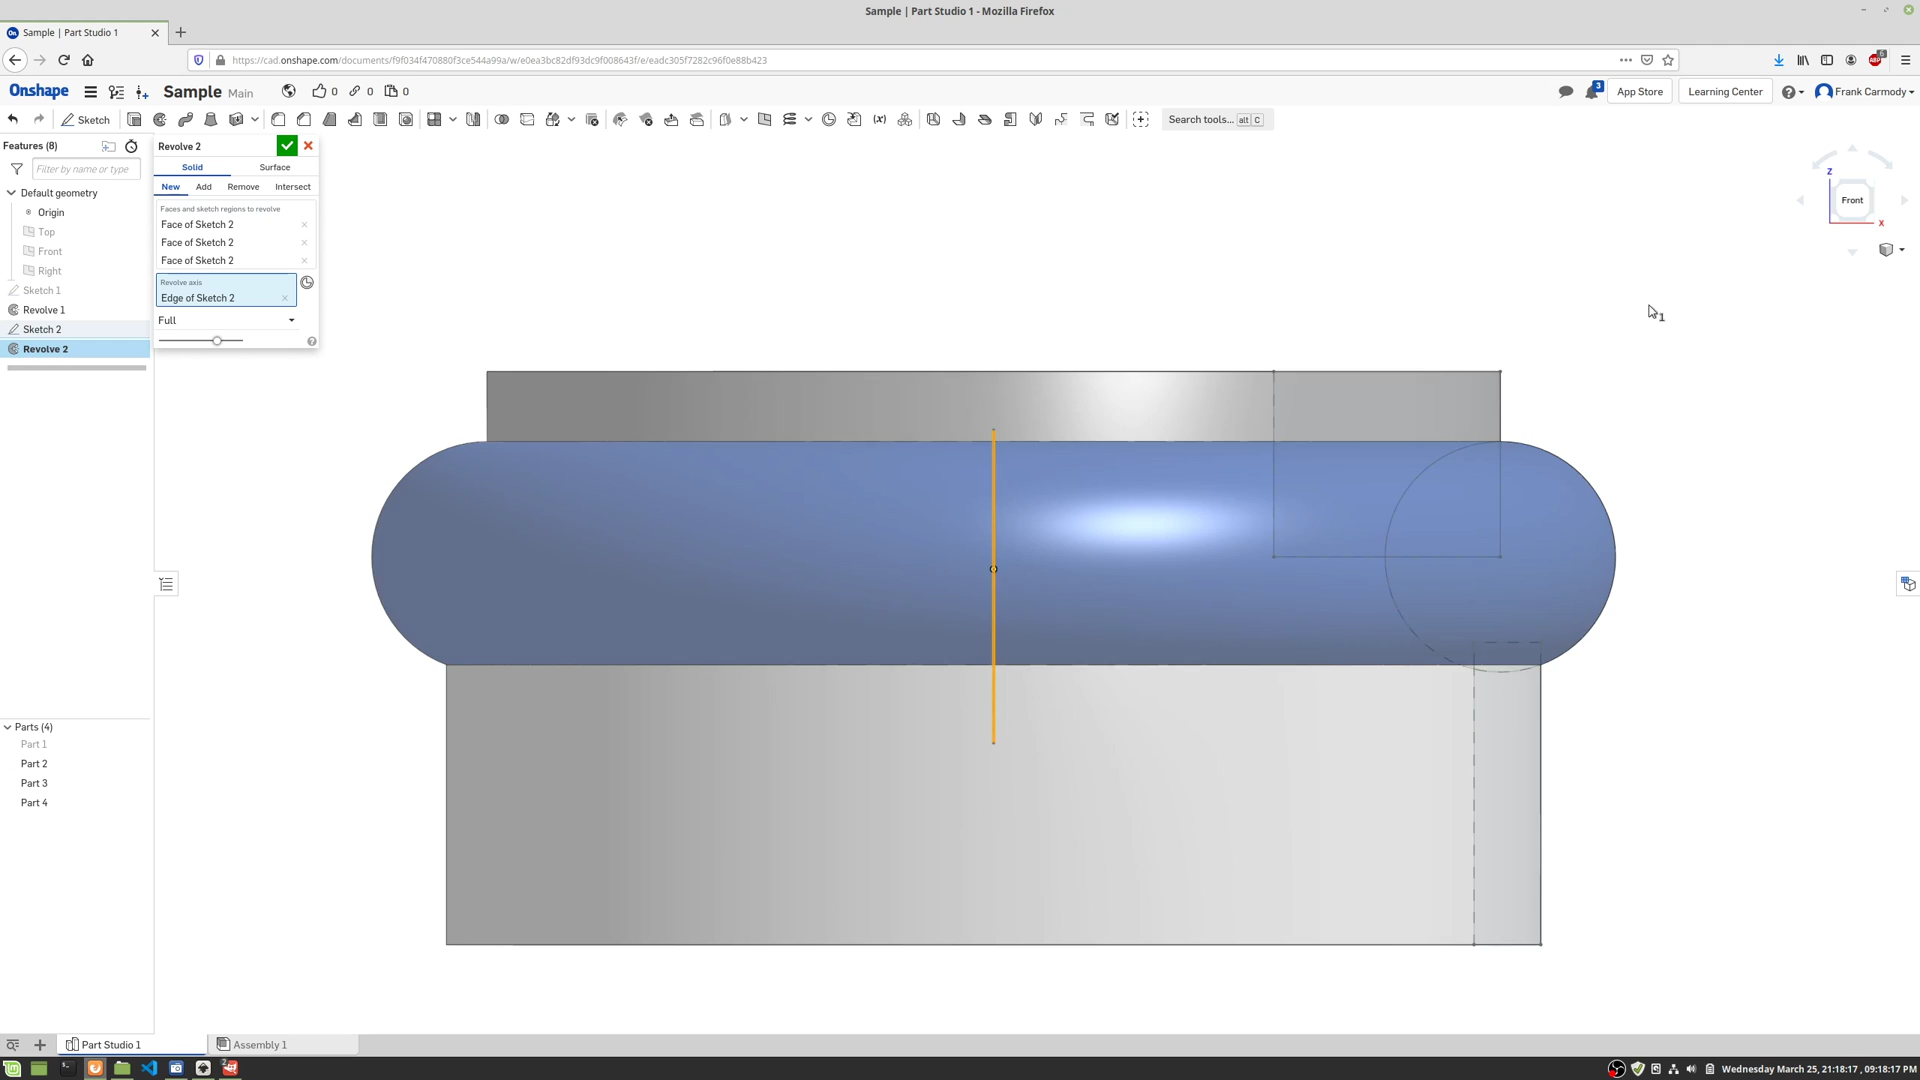 Sample | Part Studio 1 - Mozilla Firefox
Sample | Part Studio 1
https://cad.onshape.com/documents/f9f034f470880f3ce544a99a/w/e0ea3bc82df93dc9f008643f/e/eadc305f7282c96f0e88b423
Onshape Sample Main 0 0 0 3 App Store Learning Center Frank Carmody
Sketch Search tools... alt C
Features (8)
Filter by name or type
Default geometry
Origin
Top
Front
Right
Sketch 1
Revolve 1
Sketch 2
Revolve 2
Revolve 2
Solid Surface
New Add Remove Intersect
Faces and sketch regions to revolve
Face of Sketch 2
Face of Sketch 2
Face of Sketch 2
Revolve axis
Edge of Sketch 2
Full
Z
Front
X
1
Parts (4)
Part 1
Part 2
Part 3
Part 4
Part Studio 1 Assembly 1
Wednesday March 25, 21:18:17 , 09:18:17 PM